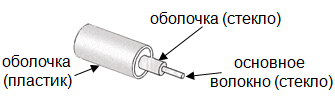 оболочка (стекло)
оболочка
(пластик)
основное
волокно (стекло)